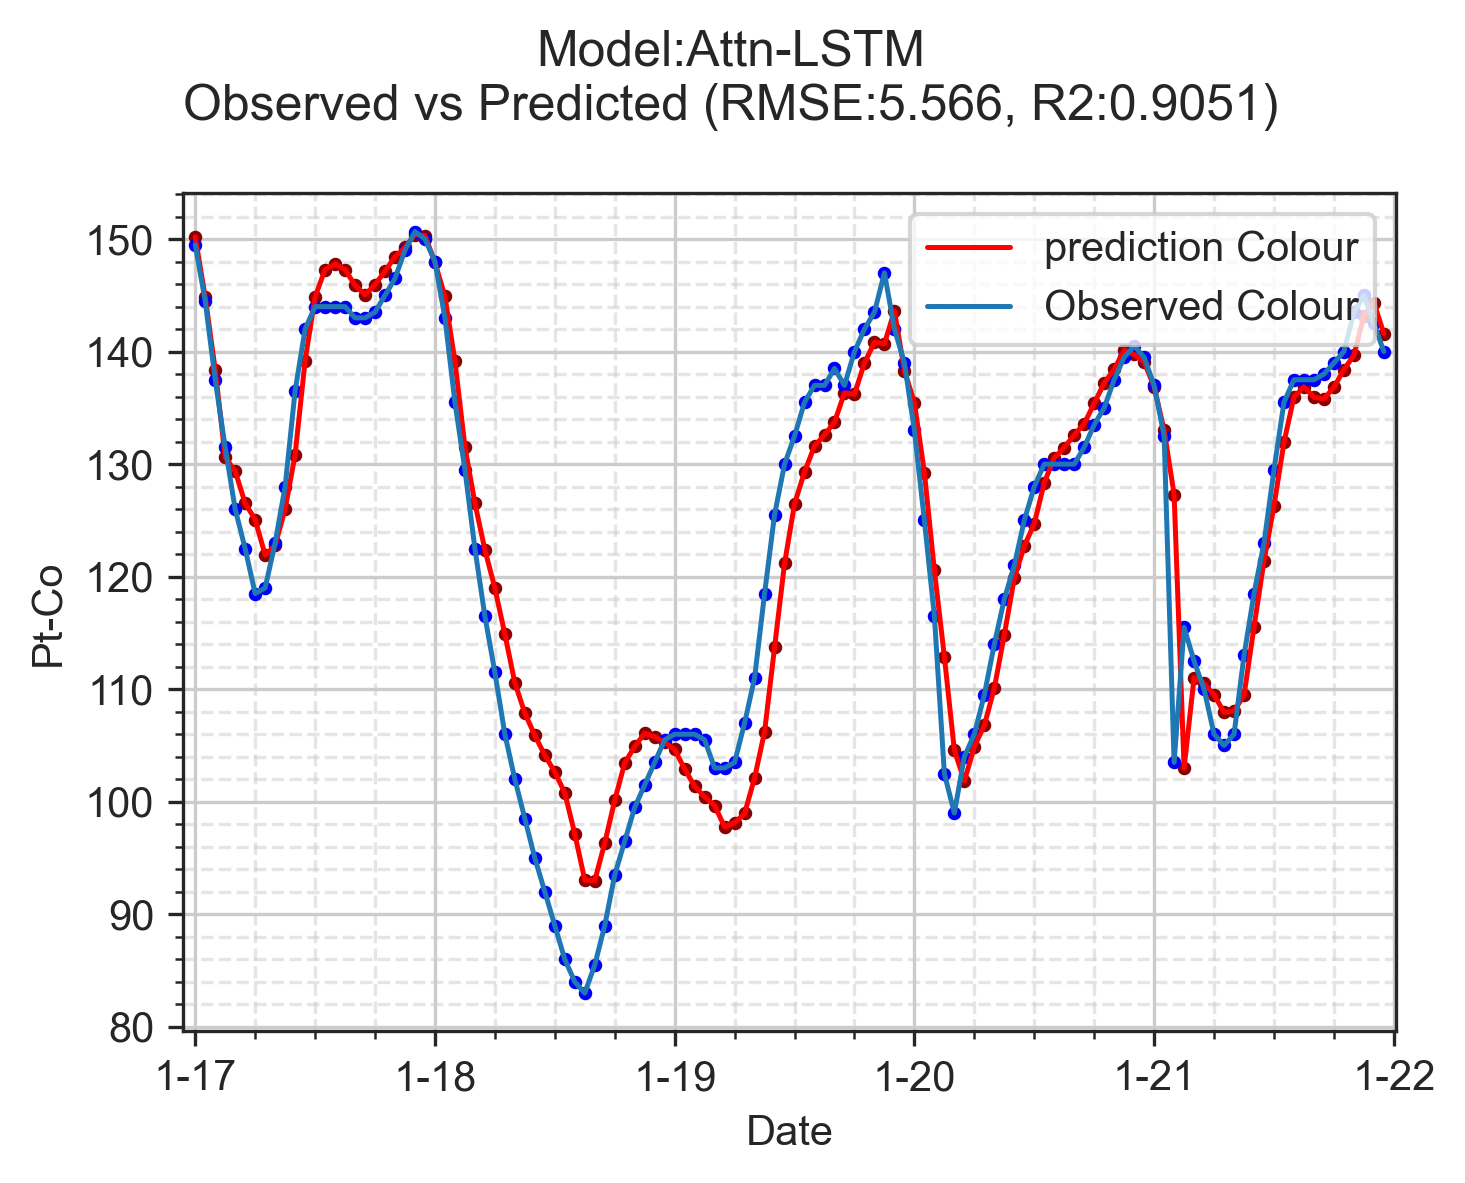 Model:Attn-LSTM
Observed vs Predicted (RMSE:5.566, R2:0.9051)
prediction Colour
Observed Colour
Pt-Co
150
140
130
120
110
100
90
80
1-17
1-18
1-19
1-20
1-21
1-22
Date